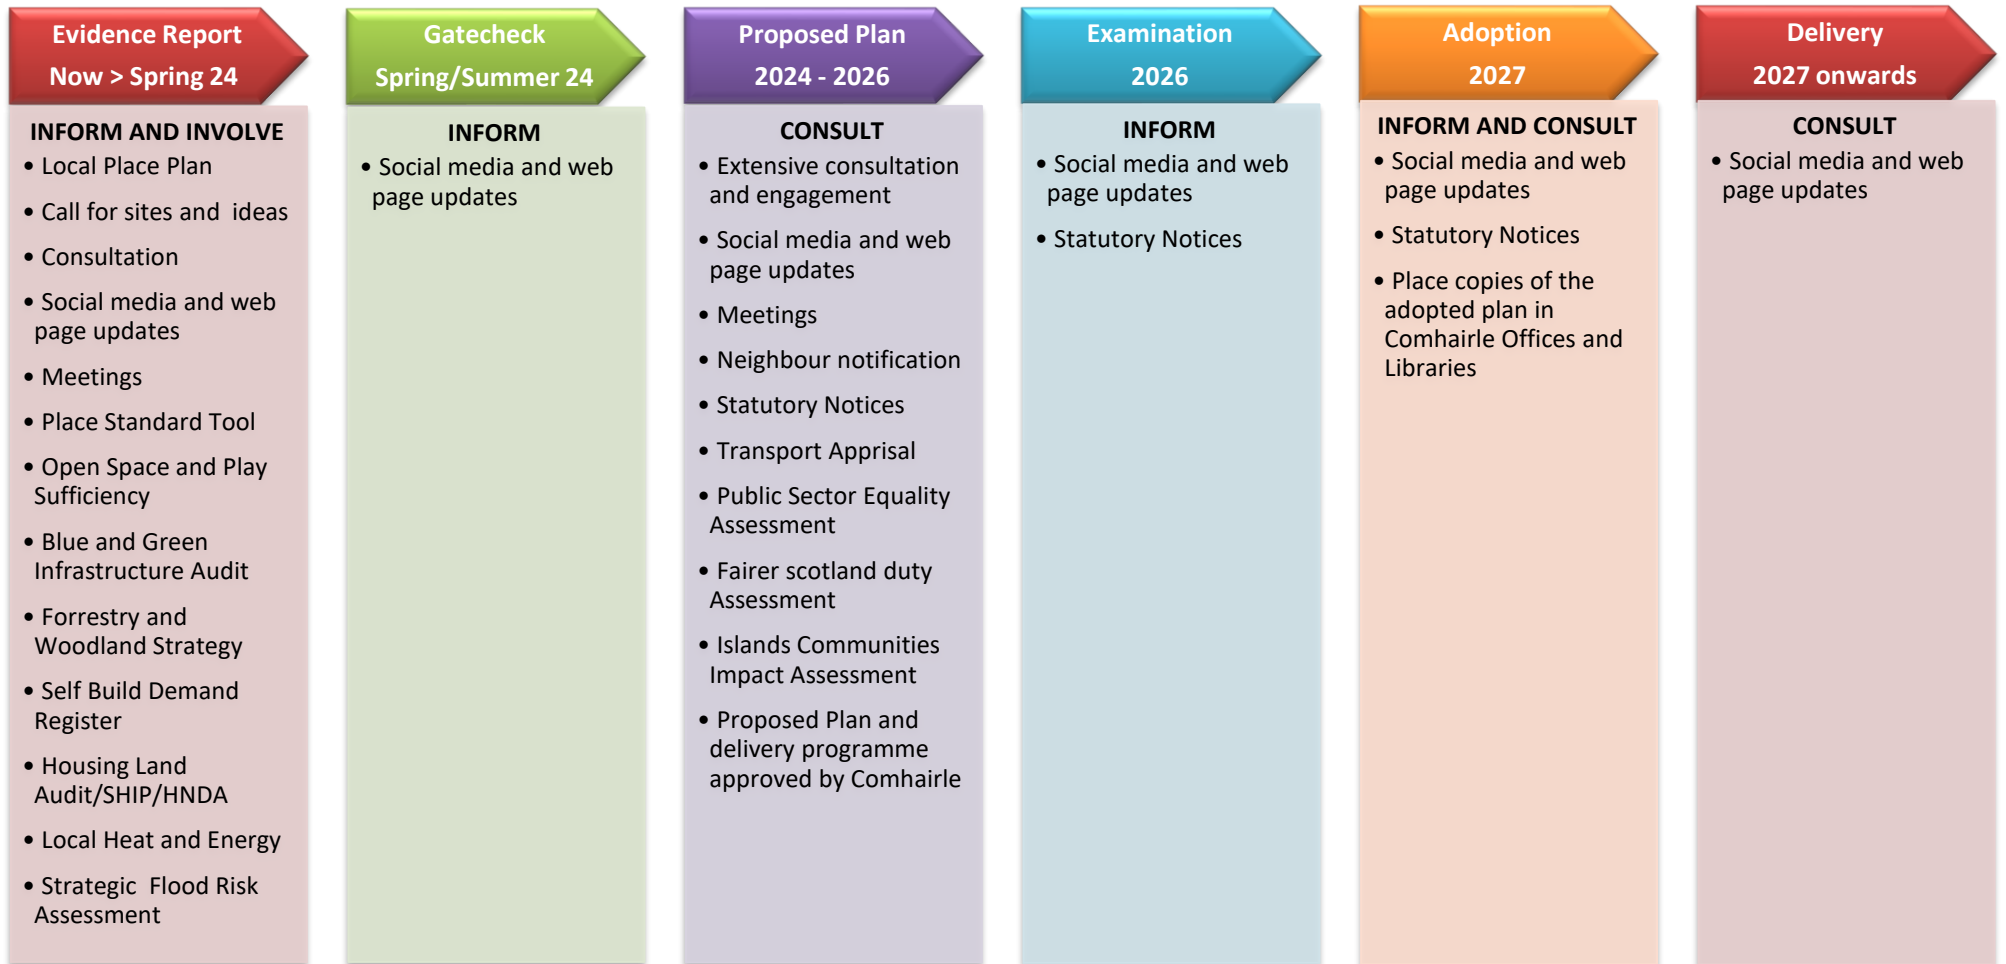 Evidence Report
Now > Spring 24
INFORM AND INVOLVE
• Local Place Plan
• Call for sites and ideas
• Consultation
• Social media and web
page updates
• Meetings
• Place Standard Tool
• Open Space and Play
Sufficiency
• Blue and Green
Infrastructure Audit
• Forrestry and
Woodland Strategy
• Self Build Demand
Register
• Housing Land
Audit/SHIP/HNDA
• Local Heat and Energy
• Strategic Flood Risk
Assessment
Gatecheck
Spring/Summer 24
INFORM
• Social media and web
page updates
Proposed Plan
2024 - 2026
CONSULT
• Extensive consultation
and engagement
• Social media and web
page updates
• Meetings
• Neighbour notification
• Statutory Notices
• Transport Apprisal
• Public Sector Equality
Assessment
• Fairer scotland duty
Assessment
• Islands Communities
Impact Assessment
• Proposed Plan and
delivery programme
approved by Comhairle
Examination
2026
INFORM
• Social media and web
page updates
• Statutory Notices
Adoption
2027
INFORM AND CONSULT
• Social media and web
page updates
• Statutory Notices
• Place copies of the
adopted plan in
Comhairle Offices and
Libraries
Delivery
2027 onwards
CONSULT
• Social media and web
page updates